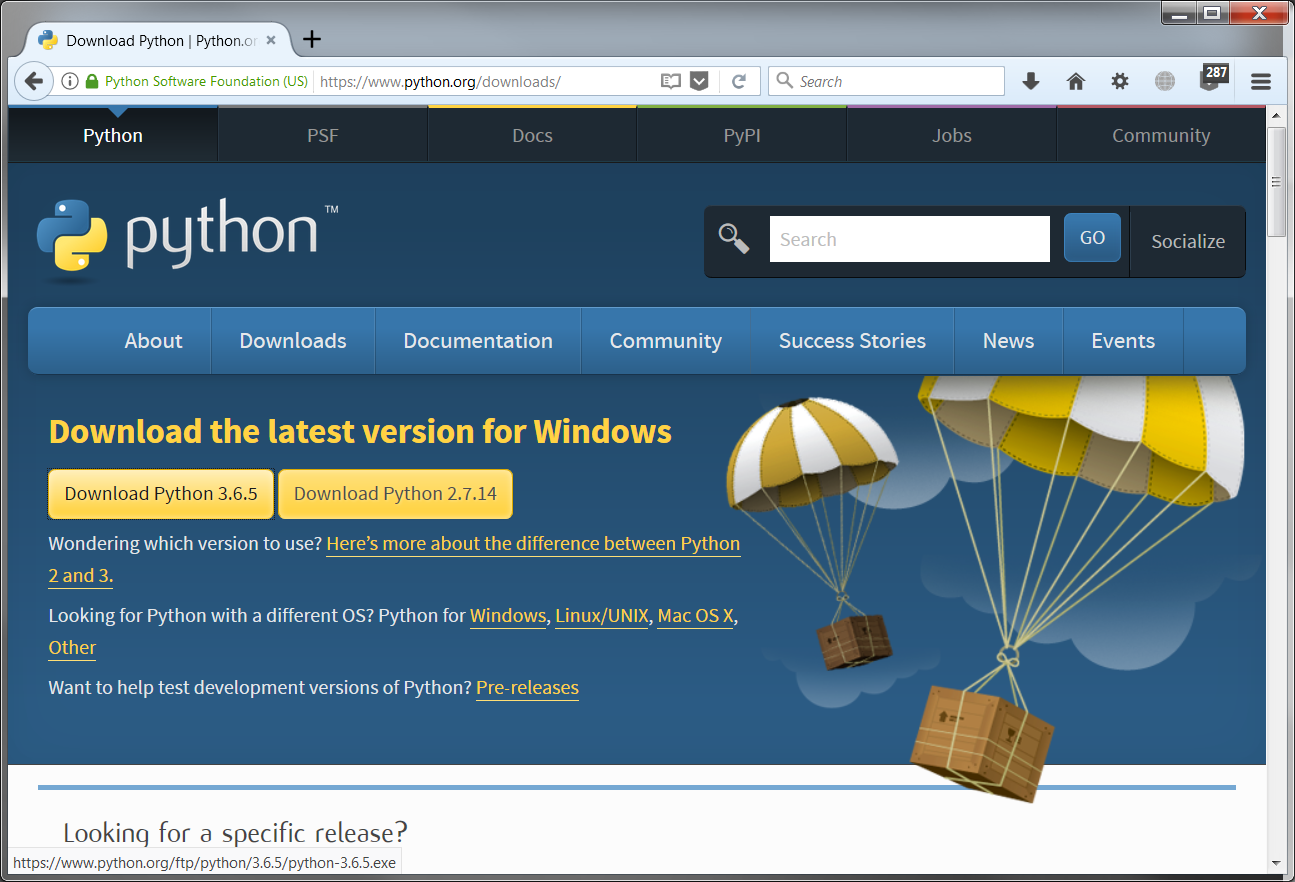 Download Python | Python.or
Python Software Foundation (US) https://www.python.org/downloads/ Search 287
Python PSF Docs PyPI Jobs Community
python™ Search GO Socialize
About Downloads Documentation Community Success Stories News Events
Download the latest version for Windows
Download Python 3.6.5 Download Python 2.7.14
Wondering which version to use? Here's more about the difference between Python
2 and 3.
Looking for Python with a different OS? Python for Windows, Linux/UNIX, Mac OS X,
Other
Want to help test development versions of Python? Pre-releases
Looking for a specific release?
https://www.python.org/ftp/python/3.6.5/python-3.6.5.exe